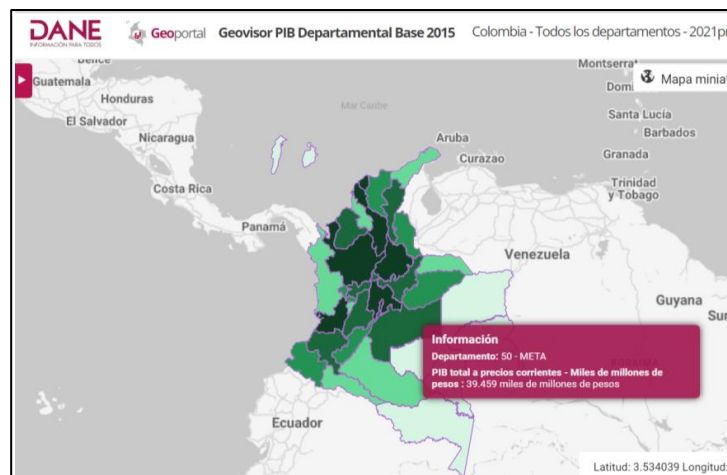 DANE
INFORMACIÓN PARA TODOS
Geoportal
Geovisor PIB Departamental Base 2015
Colombia - Todos los departamentos - 2021pr
Belice
Guatemala
Honduras
El Salvador
Nicaragua
Costa Rica
Panamá
Mar Caribe
Montserrat
Mapa miniat
Santa Lucía
Barbados
Aruba
Curazao
Granada
Trinidad
y Tobago
Venezuela
Guyana
Sur
Información
Departamento: 50 - META
PIB total a precios corrientes - Miles de millones de
pesos : 39.459 miles de millones de pesos
Ecuador
Latitud: 3.534039 Longitud